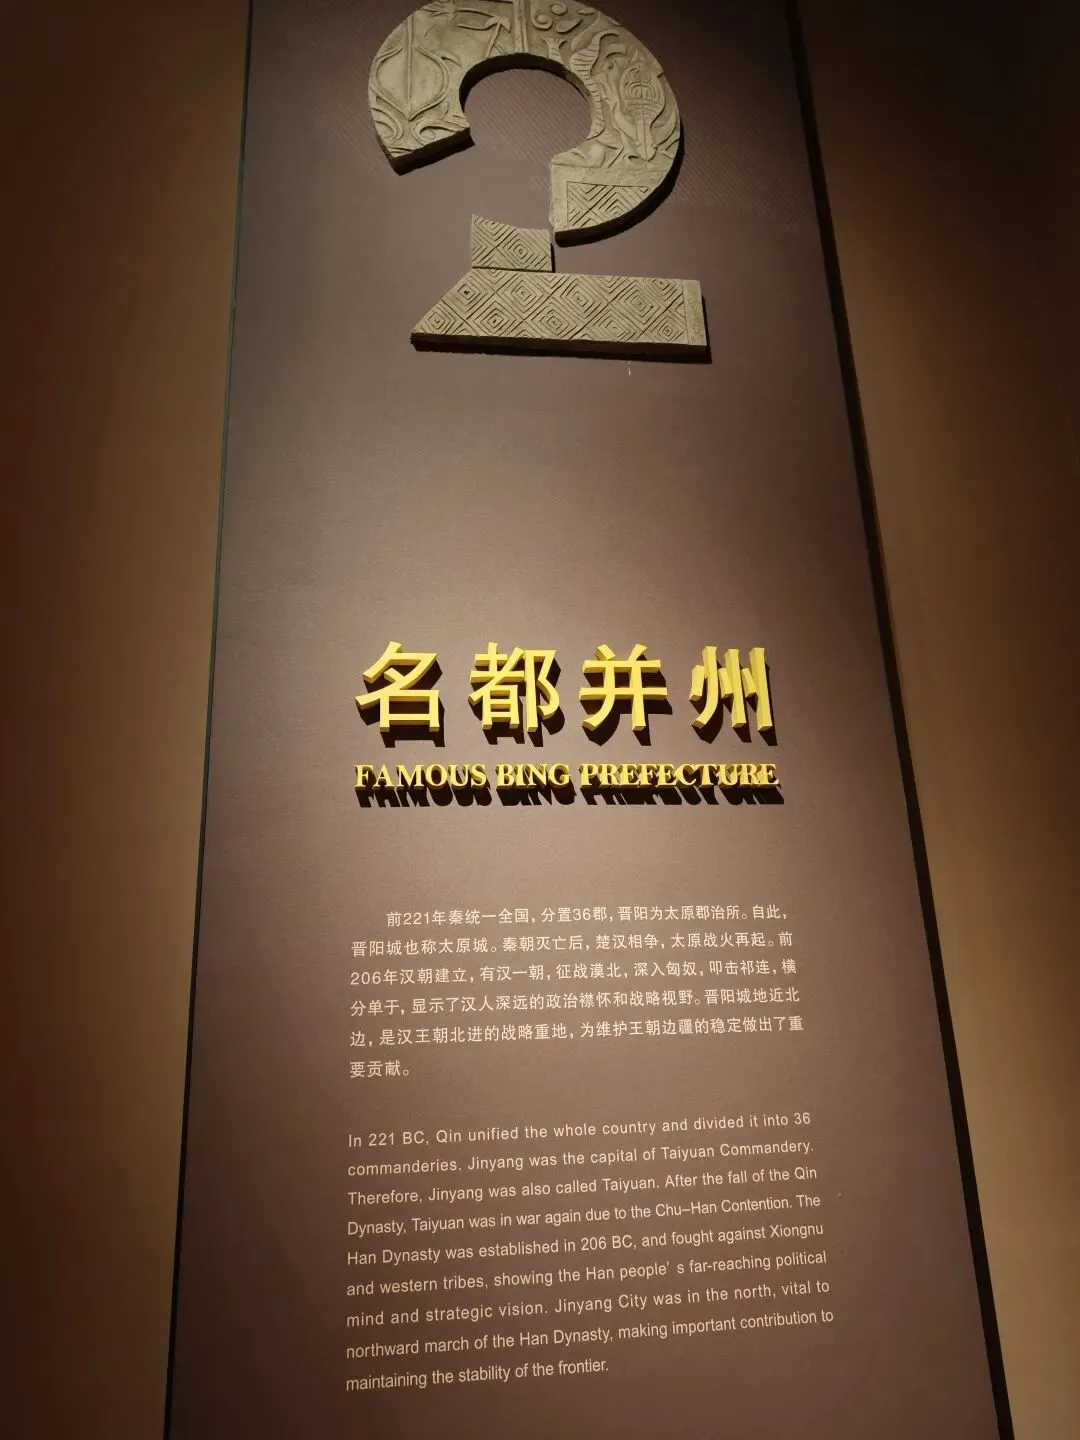 2
名都并州
FAMOUS BING PREFECTURE
前221年秦统一全国，分置36郡，晋阳为太原郡治所。自此，
晋阳城也称太原城。秦朝灭亡后，楚汉相争，太原战火再起。前
206年汉朝建立，有汉一朝，征战漠北，深入匈奴，叩击祁连，横
分单于，显示了汉人深远的政治襟怀和战略视野。晋阳城地近北
边，是汉王朝北进的战略重地，为维护王朝边疆的稳定做出了重
要贡献。
In 221 BC, Qin unified the whole country and divided it into 36
commanderies. Jinyang was the capital of Taiyuan Commandery.
Therefore, Jinyang was also called Taiyuan. After the fall of the Qin
Dynasty, Taiyuan was in war again due to the Chu–Han Contention. The
Han Dynasty was established in 206 BC, and fought against Xiongnu
and western tribes, showing the Han people' s far-reaching political
mind and strategic vision. Jinyang City was in the north, vital to
northward march of the Han Dynasty, making important contribution to
maintaining the stability of the frontier.